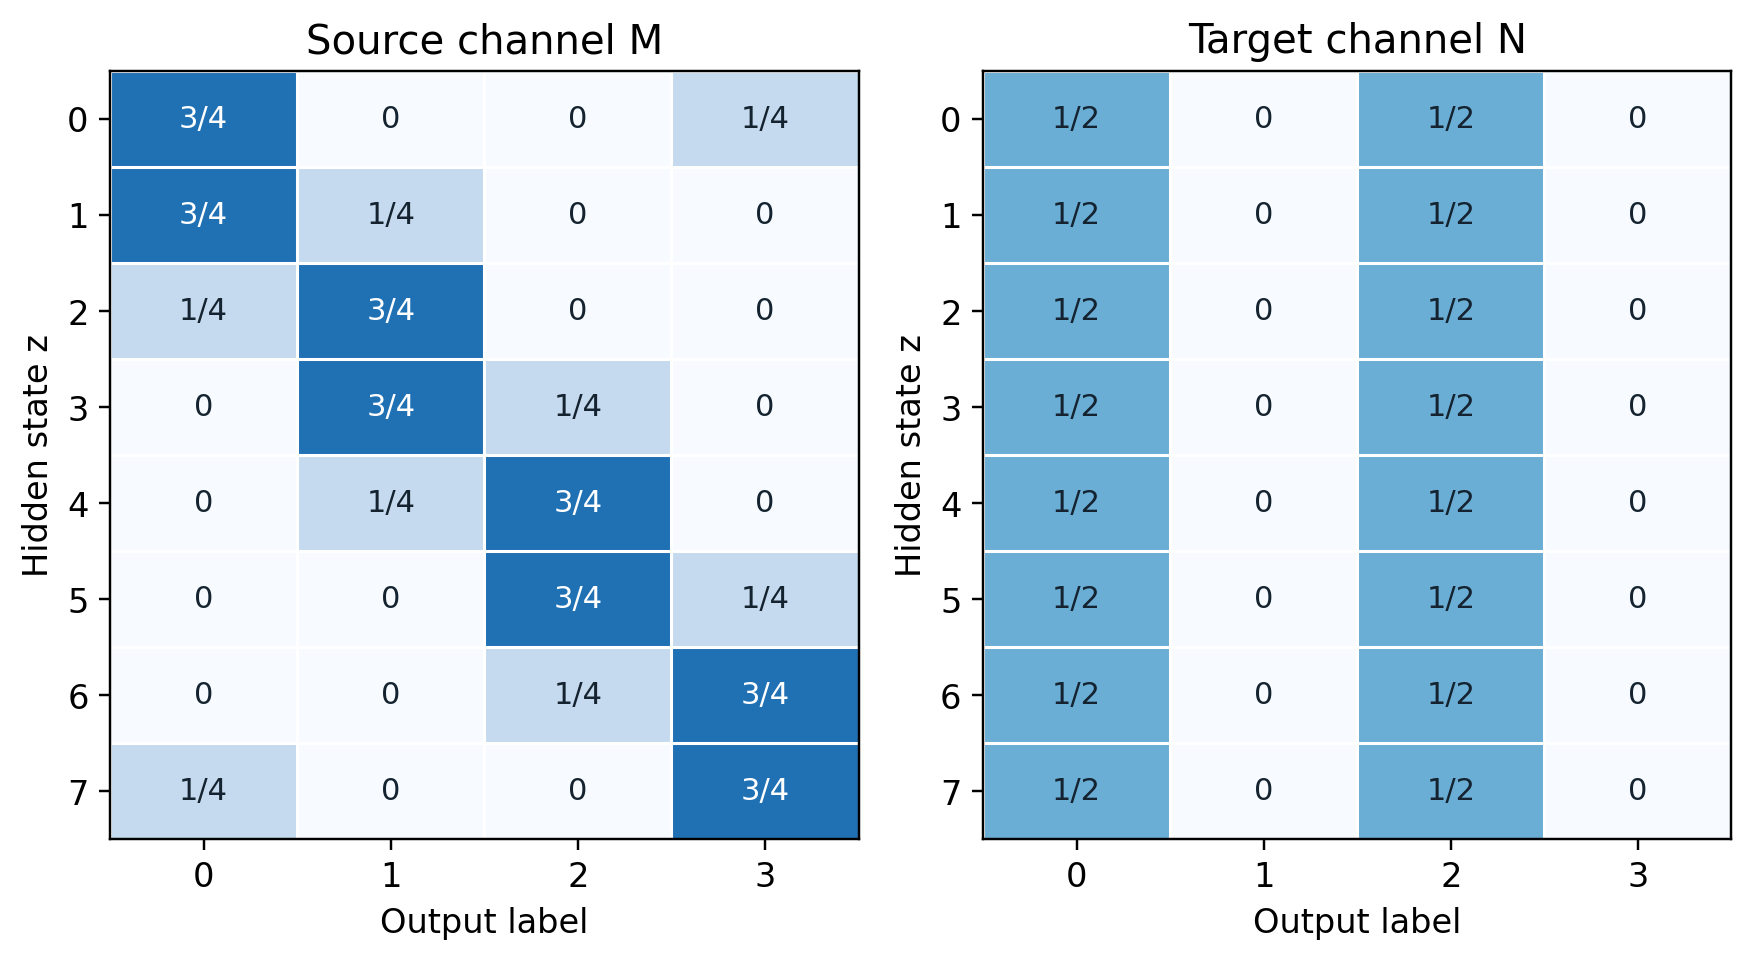 Source channel M
Target channel N
Hidden state z
0 3/4 0 0 1/4
1 3/4 1/4 0 0
2 1/4 3/4 0 0
3 0 3/4 1/4 0
4 0 1/4 3/4 0
5 0 0 3/4 1/4
6 0 0 1/4 3/4
7 1/4 0 0 3/4
0 1 2 3
Output label
Hidden state z
0 1/2 0 1/2 0
1 1/2 0 1/2 0
2 1/2 0 1/2 0
3 1/2 0 1/2 0
4 1/2 0 1/2 0
5 1/2 0 1/2 0
6 1/2 0 1/2 0
7 1/2 0 1/2 0
0 1 2 3
Output label